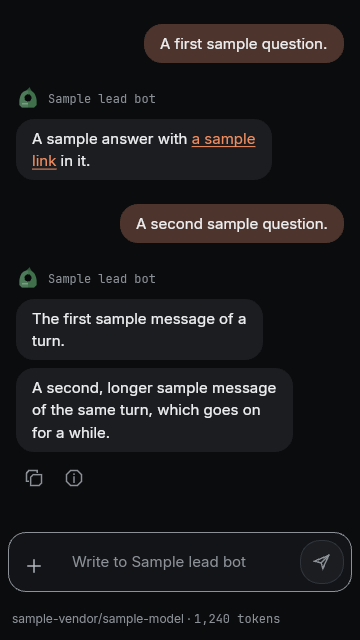 A first sample question.
Sample lead bot
A sample answer with a sample
link in it.
A second sample question.
Sample lead bot
The first sample message of a
turn.
A second, longer sample message
of the same turn, which goes on
for a while.
Write to Sample lead bot
sample-vendor/sample-model · 1,240 tokens